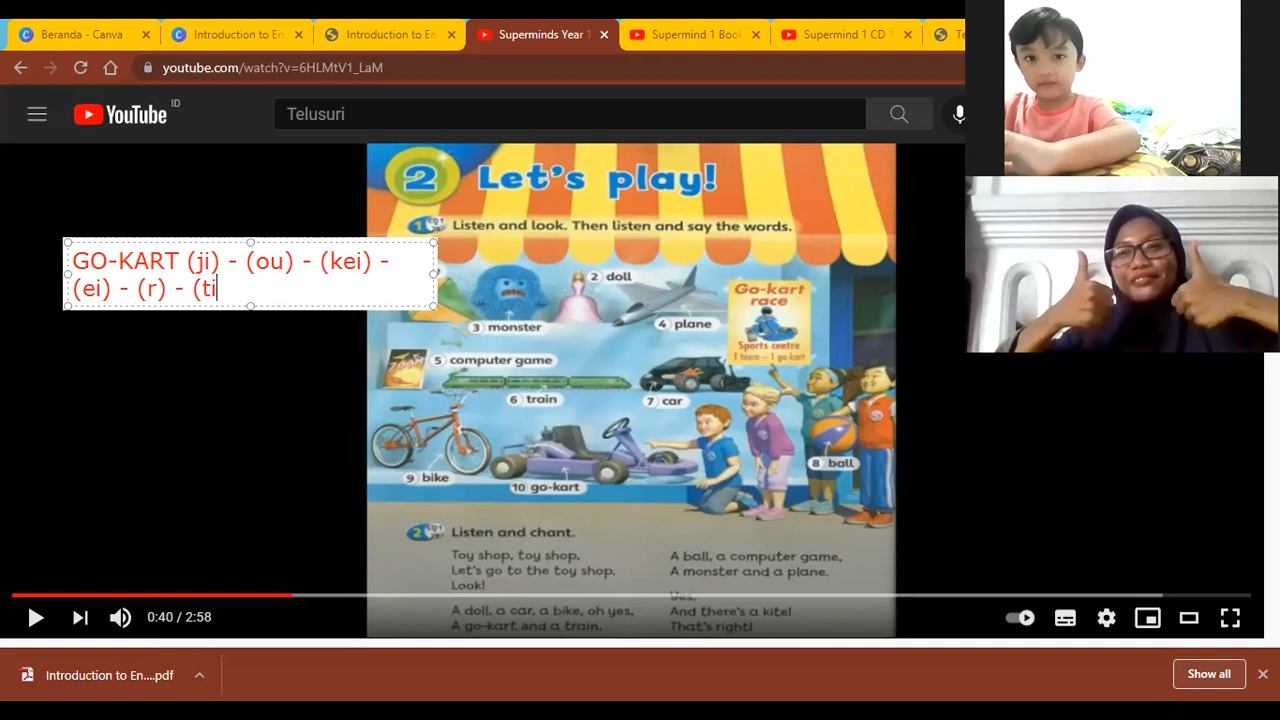 Beranda - Canva
Introduction to En
Introduction to En
Superminds Year 1
Supermind 1 Book
Supermind 1 CD 1
Te
youtube.com/watch?v=6HLMtV1_LaM
YouTube ID
Telusuri
2 Let's play!
1 CD1 Listen and look. Then listen and say the words.
GO-KART (ji) - (ou) - (kei) -
(ei) - (r) - (ti
2 doll
3 monster
4 plane
Go-kart
race
Sports centre
1 team – 1 go-kart
5 computer game
6 train
7 car
8 ball
9 bike
10 go-kart
2 CD1 Listen and chant.
Toy shop, toy shop,
Let's go to the toy shop.
Look!
A doll, a car, a bike, oh yes,
A go-kart and a train.
A ball, a computer game,
A monster and a plane.
Yes,
And there's a kite!
That's right!
0:40 / 2:58
Introduction to En....pdf
Show all